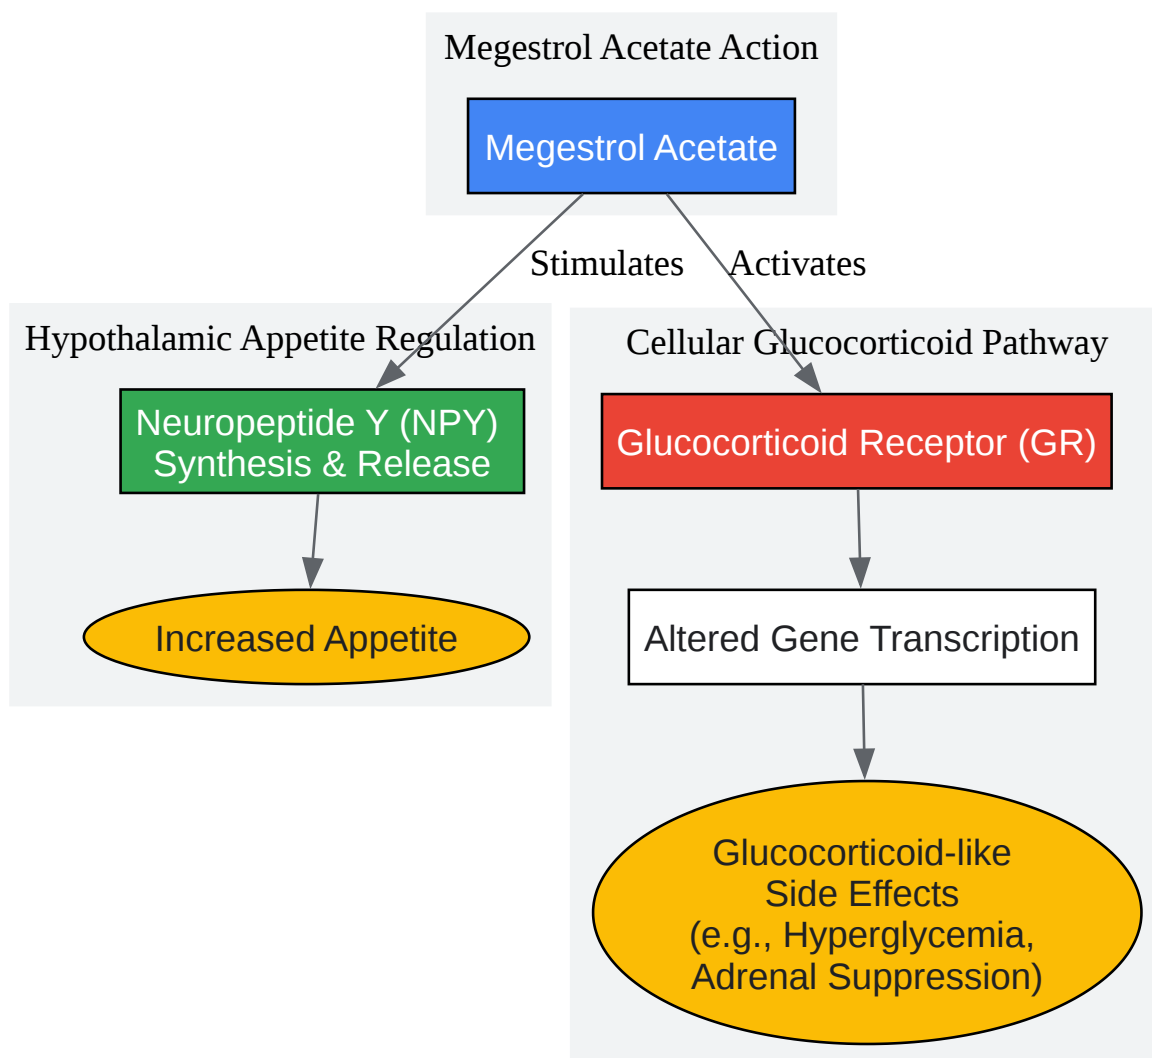 Megestrol Acetate Action
Megestrol Acetate
Stimulates
Activates
Hypothalamic Appetite Regulation
Neuropeptide Y (NPY)
Synthesis & Release
Increased Appetite
Cellular Glucocorticoid Pathway
Glucocorticoid Receptor (GR)
Altered Gene Transcription
Glucocorticoid-like
Side Effects
(e.g., Hyperglycemia,
Adrenal Suppression)